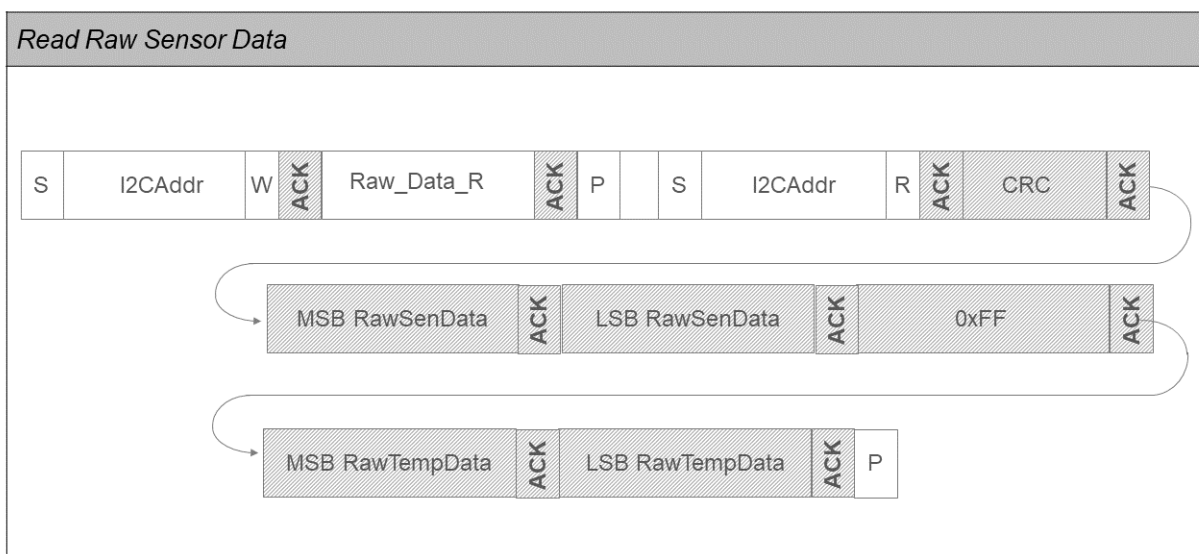 Read Raw Sensor Data
S I2CAddr W ACK Raw_Data_R ACK P S I2CAddr R ACK CRC ACK
MSB RawSenData ACK LSB RawSenData ACK 0xFF ACK
MSB RawTempData ACK LSB RawTempData ACK P